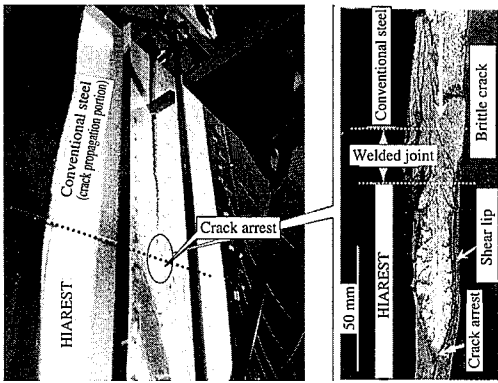 Conventional steel
(crack propagation portion)
HIAREST
Crack arrest
Conventional steel
Welded joint
HIAREST
50 mm
Brittle crack
Shear lip
Crack arrest